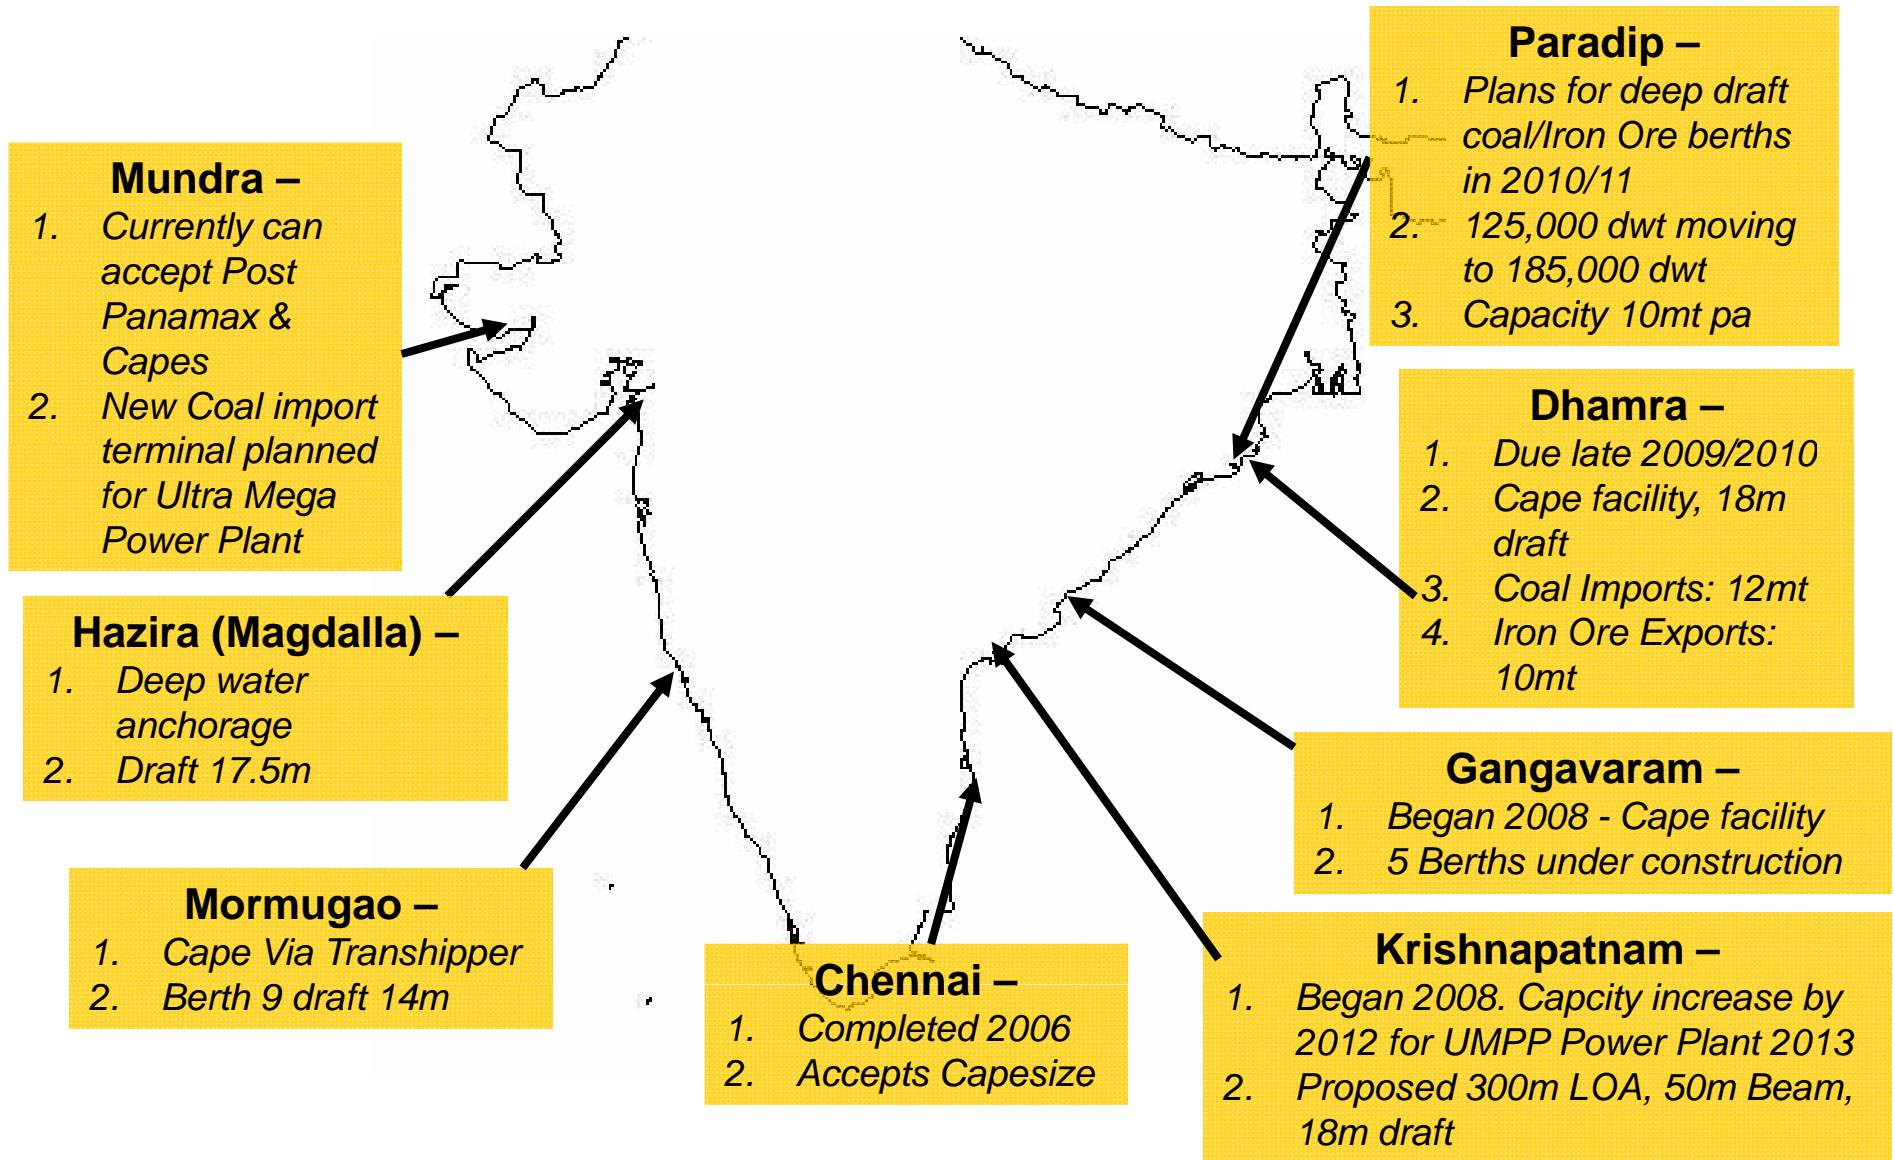 Paradip –
1. Plans for deep draft
coal/Iron Ore berths
in 2010/11
2. 125,000 dwt moving
to 185,000 dwt
3. Capacity 10mt pa
Mundra –
1. Currently can
accept Post
Panamax &
Capes
2. New Coal import
terminal planned
for Ultra Mega
Power Plant
Dhamra –
1. Due late 2009/2010
2. Cape facility, 18m
draft
3. Coal Imports: 12mt
4. Iron Ore Exports:
10mt
Hazira (Magdalla) –
1. Deep water
anchorage
2. Draft 17.5m
Gangavaram –
1. Began 2008 - Cape facility
2. 5 Berths under construction
Mormugao –
1. Cape Via Transhipper
2. Berth 9 draft 14m
Chennai –
1. Completed 2006
2. Accepts Capesize
Krishnapatnam –
1. Began 2008. Capcity increase by
2012 for UMPP Power Plant 2013
2. Proposed 300m LOA, 50m Beam,
18m draft